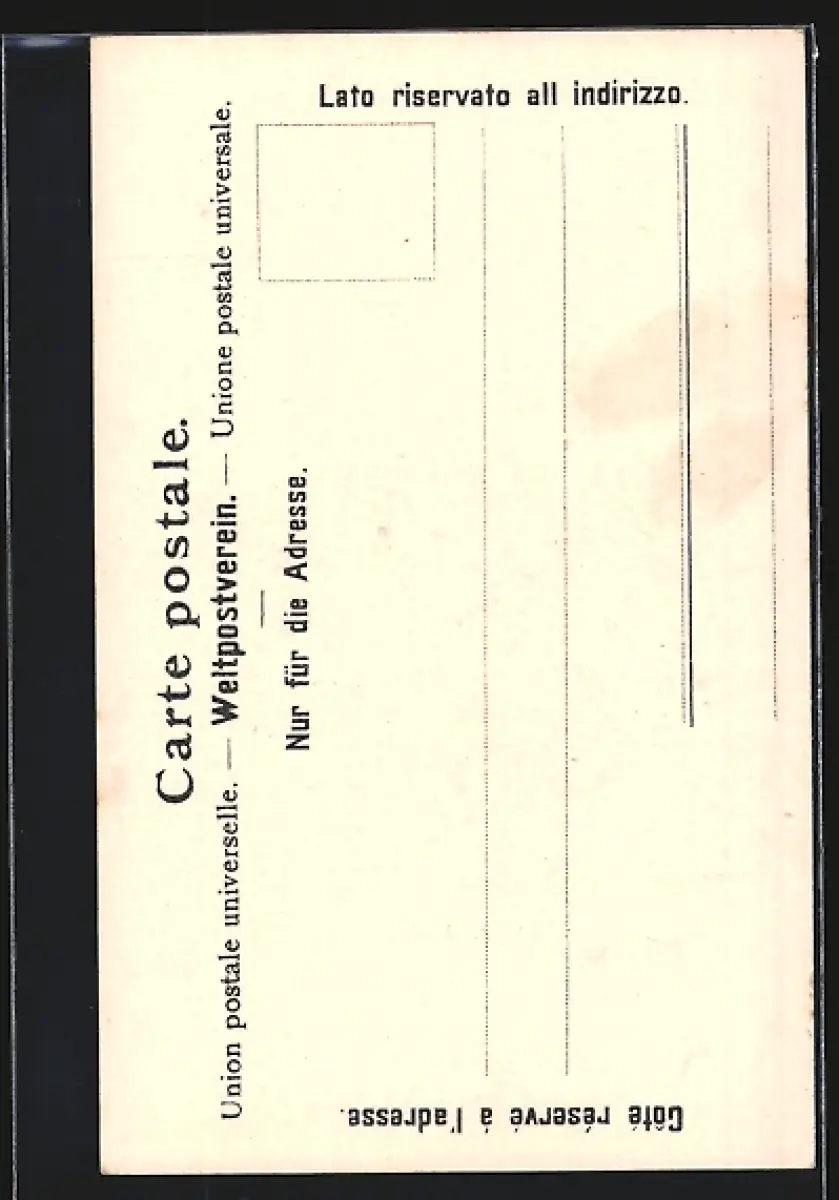 Carte postale.
Union postale universelle. — Weltpostverein. — Unione postale universale.
Nur für die Adresse.
Côté réservé à l'adresse.
Lato riservato all indirizzo.